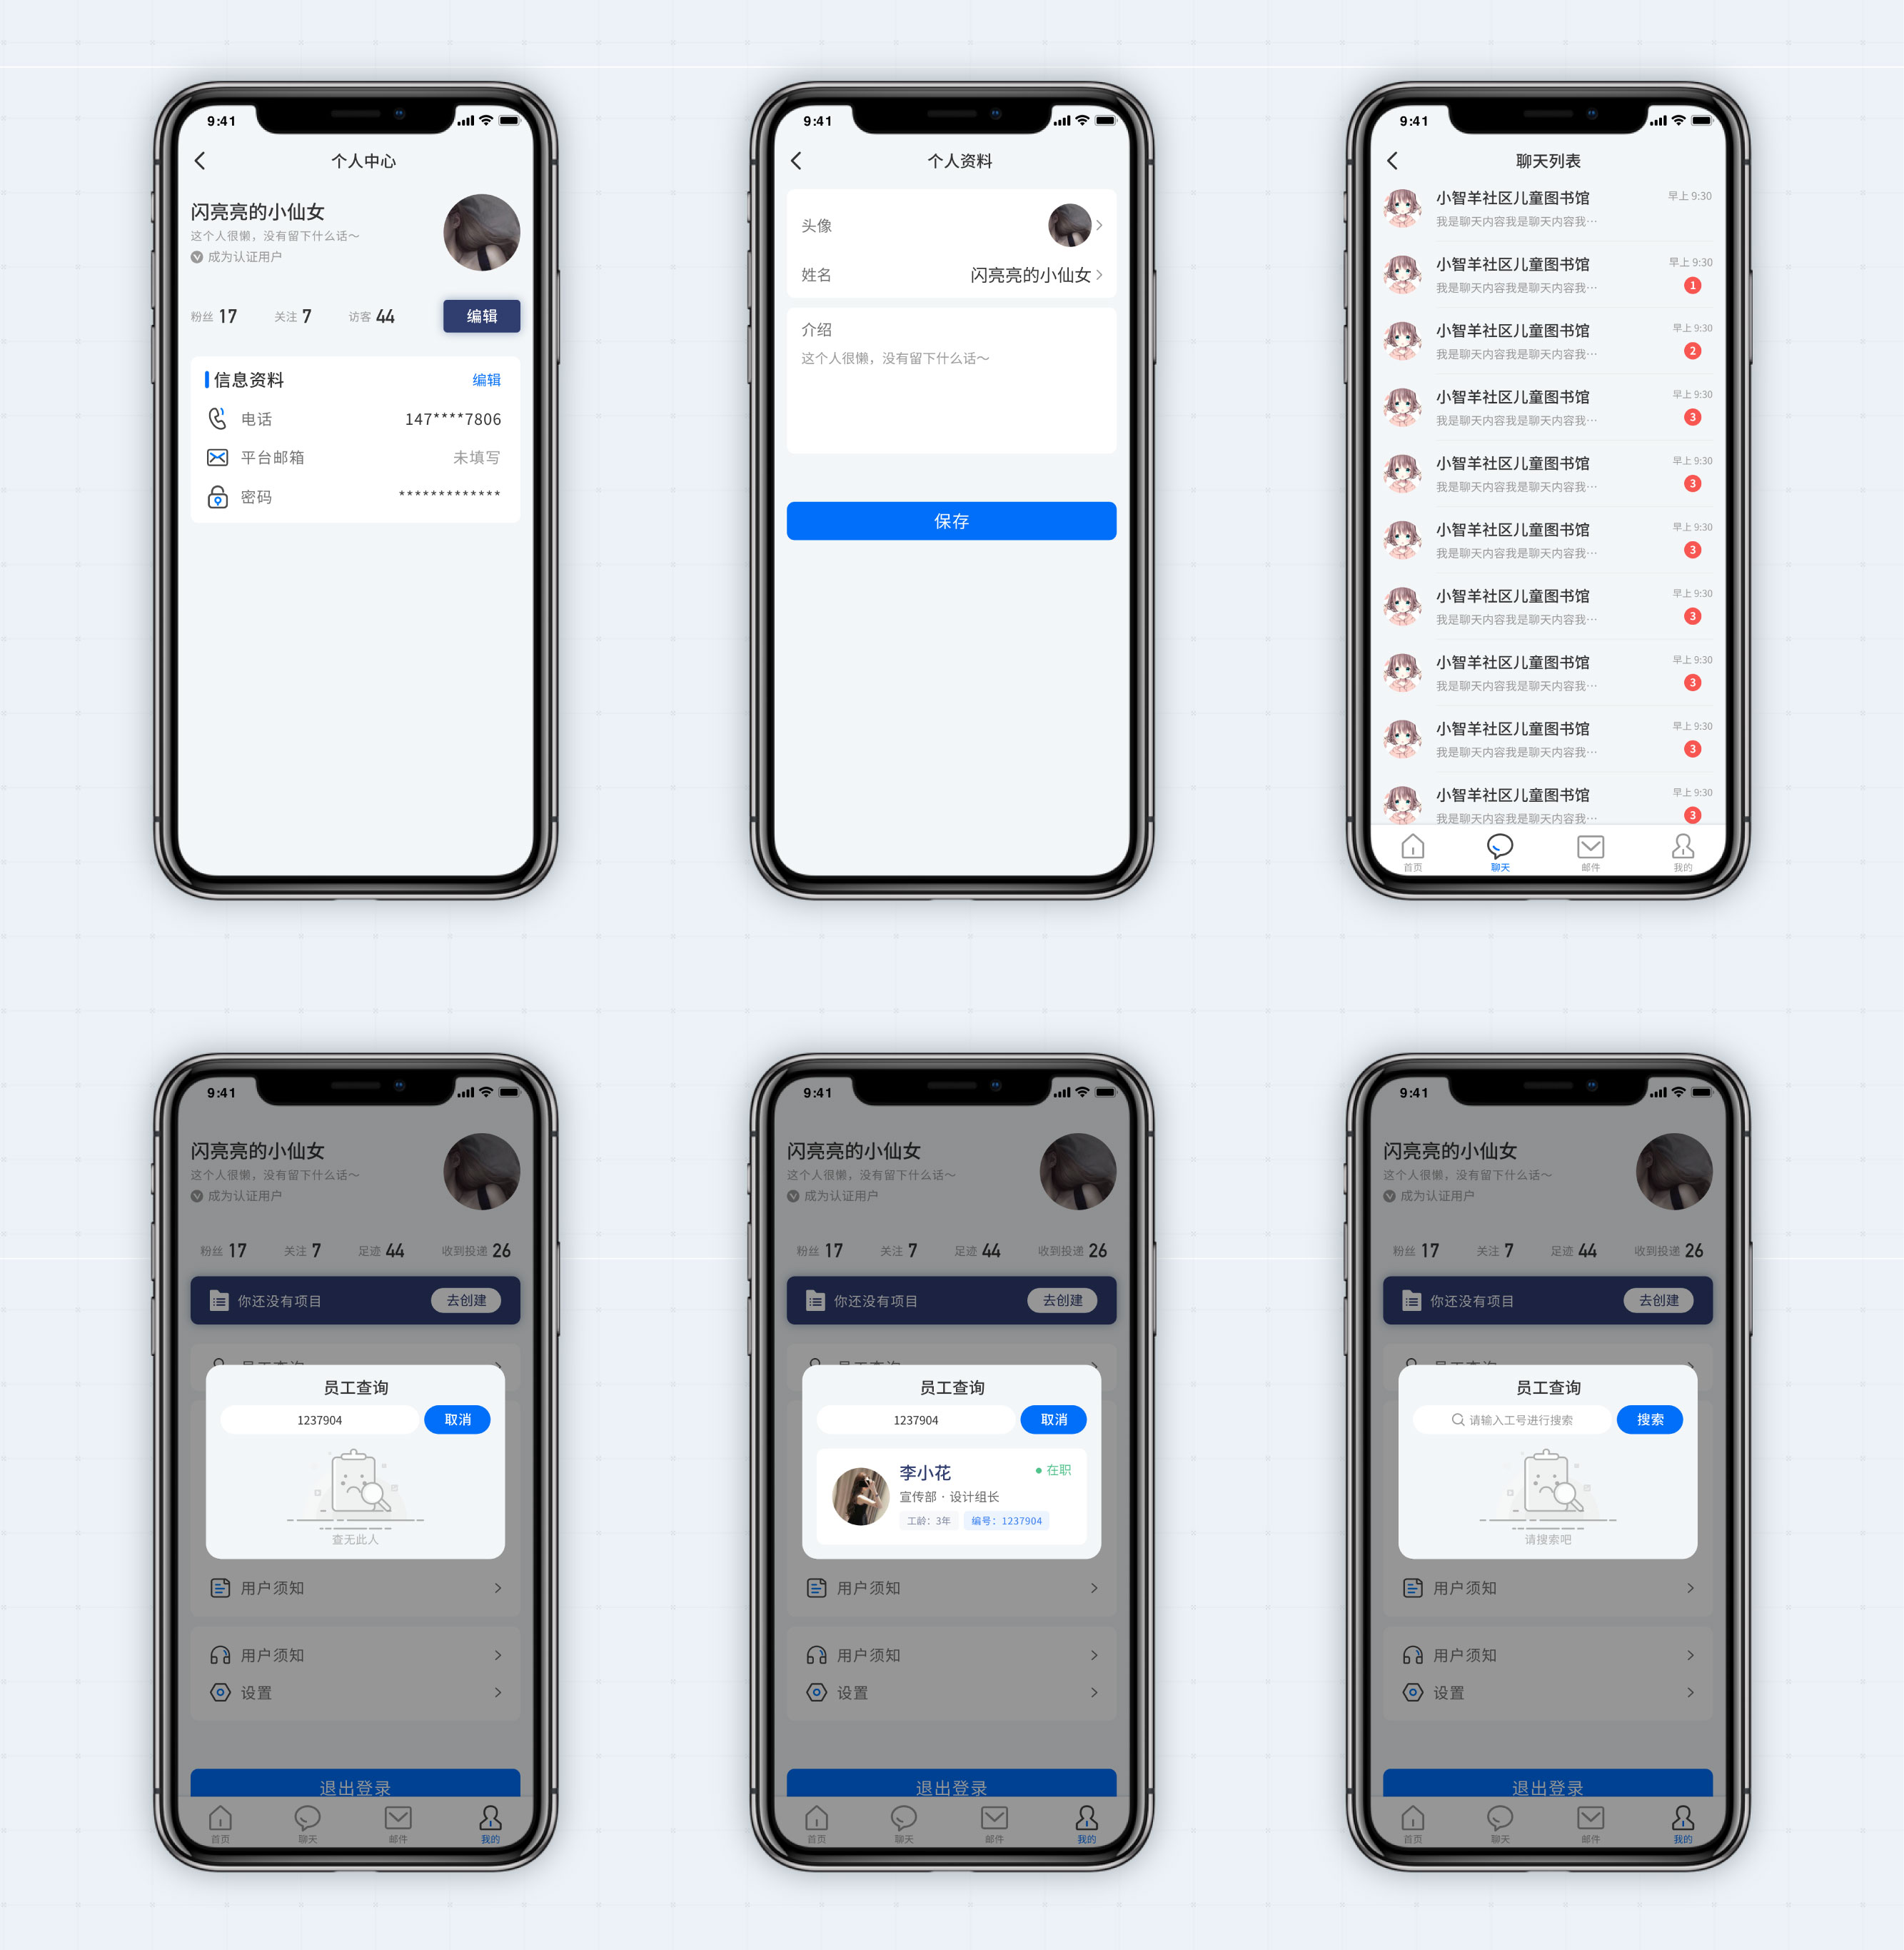 9:41
个人中心
闪亮亮的小仙女
这个人很懒，没有留下什么话～
成为认证用户
粉丝 17 关注 7 访客 44 编辑
信息资料 编辑
电话 147****7806
平台邮箱 未填写
密码 *************
9:41
个人资料
头像
姓名 闪亮亮的小仙女
介绍
这个人很懒，没有留下什么话～
保存
9:41
聊天列表
小智羊社区儿童图书馆 早上 9:30
我是聊天内容我是聊天内容我…
小智羊社区儿童图书馆 早上 9:30
我是聊天内容我是聊天内容我… 1
小智羊社区儿童图书馆 早上 9:30
我是聊天内容我是聊天内容我… 2
小智羊社区儿童图书馆 早上 9:30
我是聊天内容我是聊天内容我… 3
小智羊社区儿童图书馆 早上 9:30
我是聊天内容我是聊天内容我… 3
小智羊社区儿童图书馆 早上 9:30
我是聊天内容我是聊天内容我… 3
小智羊社区儿童图书馆 早上 9:30
我是聊天内容我是聊天内容我… 3
小智羊社区儿童图书馆 早上 9:30
我是聊天内容我是聊天内容我… 3
小智羊社区儿童图书馆 早上 9:30
我是聊天内容我是聊天内容我… 3
小智羊社区儿童图书馆 早上 9:30
我是聊天内容我是聊天内容我… 3
首页 聊天 邮件 我的
9:41
闪亮亮的小仙女
这个人很懒，没有留下什么话～
成为认证用户
粉丝 17 关注 7 足迹 44 收到投递 26
你还没有项目 去创建
员工查询
员工查询
1237904 取消
查无此人
用户须知
用户须知
设置
退出登录
首页 聊天 邮件 我的
9:41
闪亮亮的小仙女
这个人很懒，没有留下什么话～
成为认证用户
粉丝 17 关注 7 足迹 44 收到投递 26
你还没有项目 去创建
员工查询
员工查询
1237904 取消
李小花 在职
宣传部 · 设计组长
工龄：3年 编号：1237904
用户须知
用户须知
设置
退出登录
首页 聊天 邮件 我的
9:41
闪亮亮的小仙女
这个人很懒，没有留下什么话～
成为认证用户
粉丝 17 关注 7 足迹 44 收到投递 26
你还没有项目 去创建
员工查询
员工查询
请输入工号进行搜索 搜索
请搜索吧
用户须知
用户须知
设置
退出登录
首页 聊天 邮件 我的